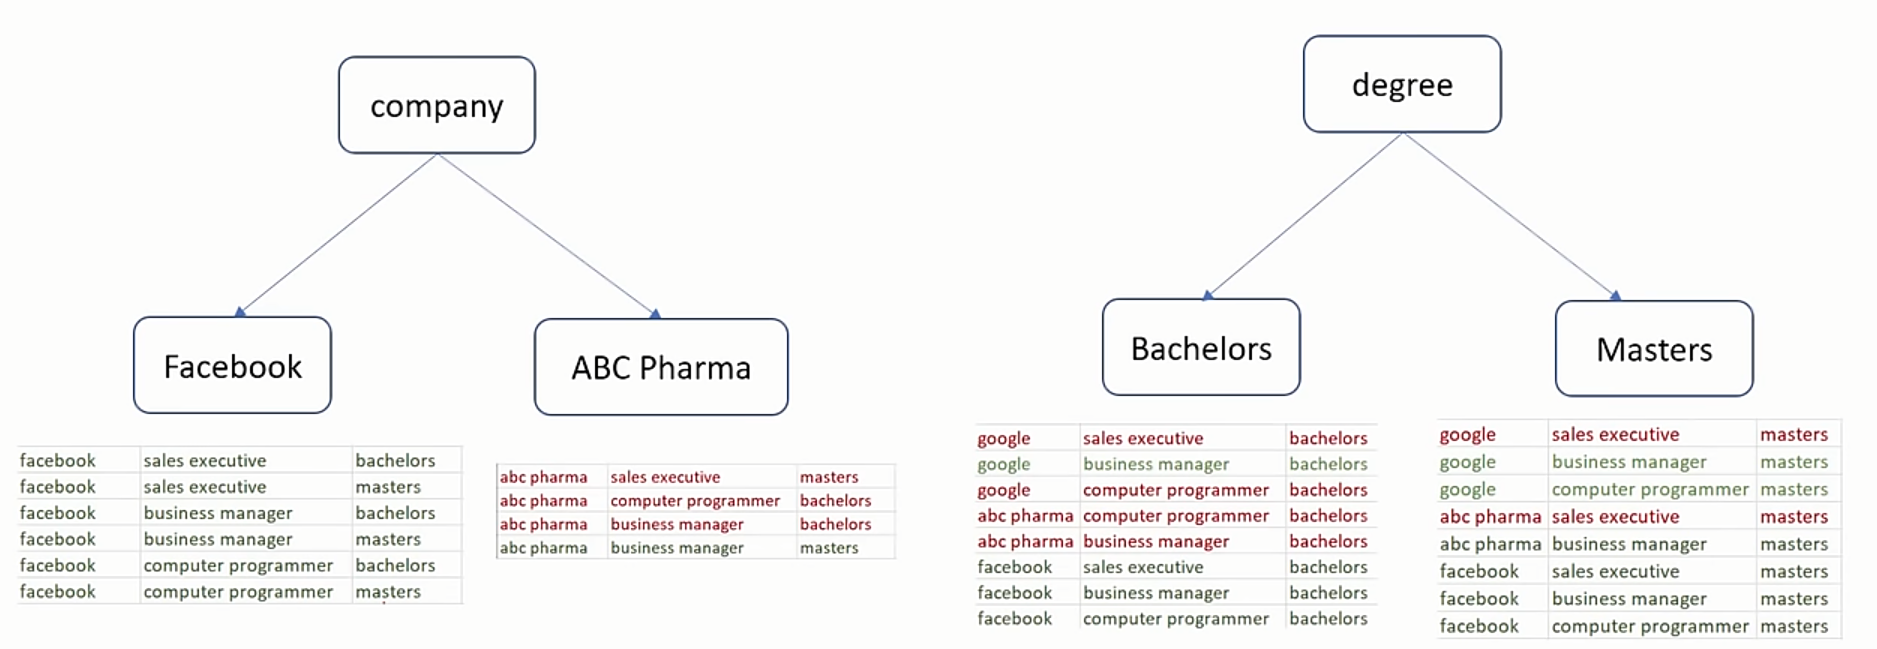 company
Facebook
ABC Pharma
facebook sales executive bachelors
facebook sales executive masters
facebook business manager bachelors
facebook business manager masters
facebook computer programmer bachelors
facebook computer programmer masters
abc pharma sales executive masters
abc pharma computer programmer bachelors
abc pharma business manager bachelors
abc pharma business manager masters
degree
Bachelors
Masters
google sales executive bachelors
google business manager bachelors
google computer programmer bachelors
abc pharma computer programmer bachelors
abc pharma business manager bachelors
facebook sales executive bachelors
facebook business manager bachelors
facebook computer programmer bachelors
google sales executive masters
google business manager masters
google computer programmer masters
abc pharma sales executive masters
abc pharma business manager masters
facebook sales executive masters
facebook business manager masters
facebook computer programmer masters